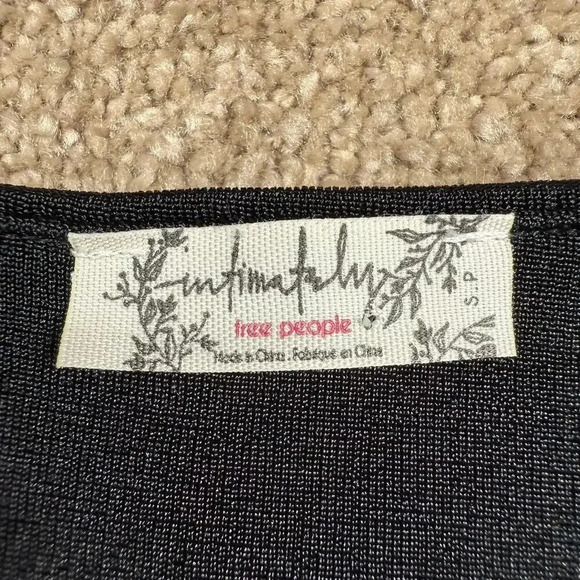 intimately
free people
Made in China . Fabriqué en Chine
S.P